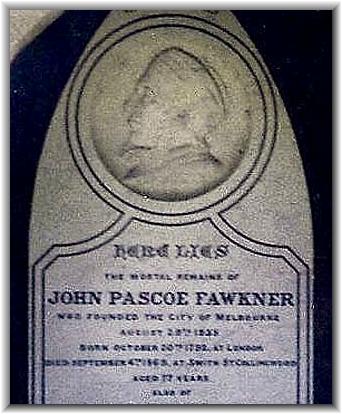 HERE LIES
THE MORTAL REMAINS OF
JOHN PASCOE FAWKNER
WHO FOUNDED THE CITY OF MELBOURNE
AUGUST 29TH 1835
BORN OCTOBER 20TH 1792, AT LONDON
DIED SEPTEMBER 4TH 1869, AT SMITH ST COLLINGWOOD
AGED 77 YEARS
ALSO OF